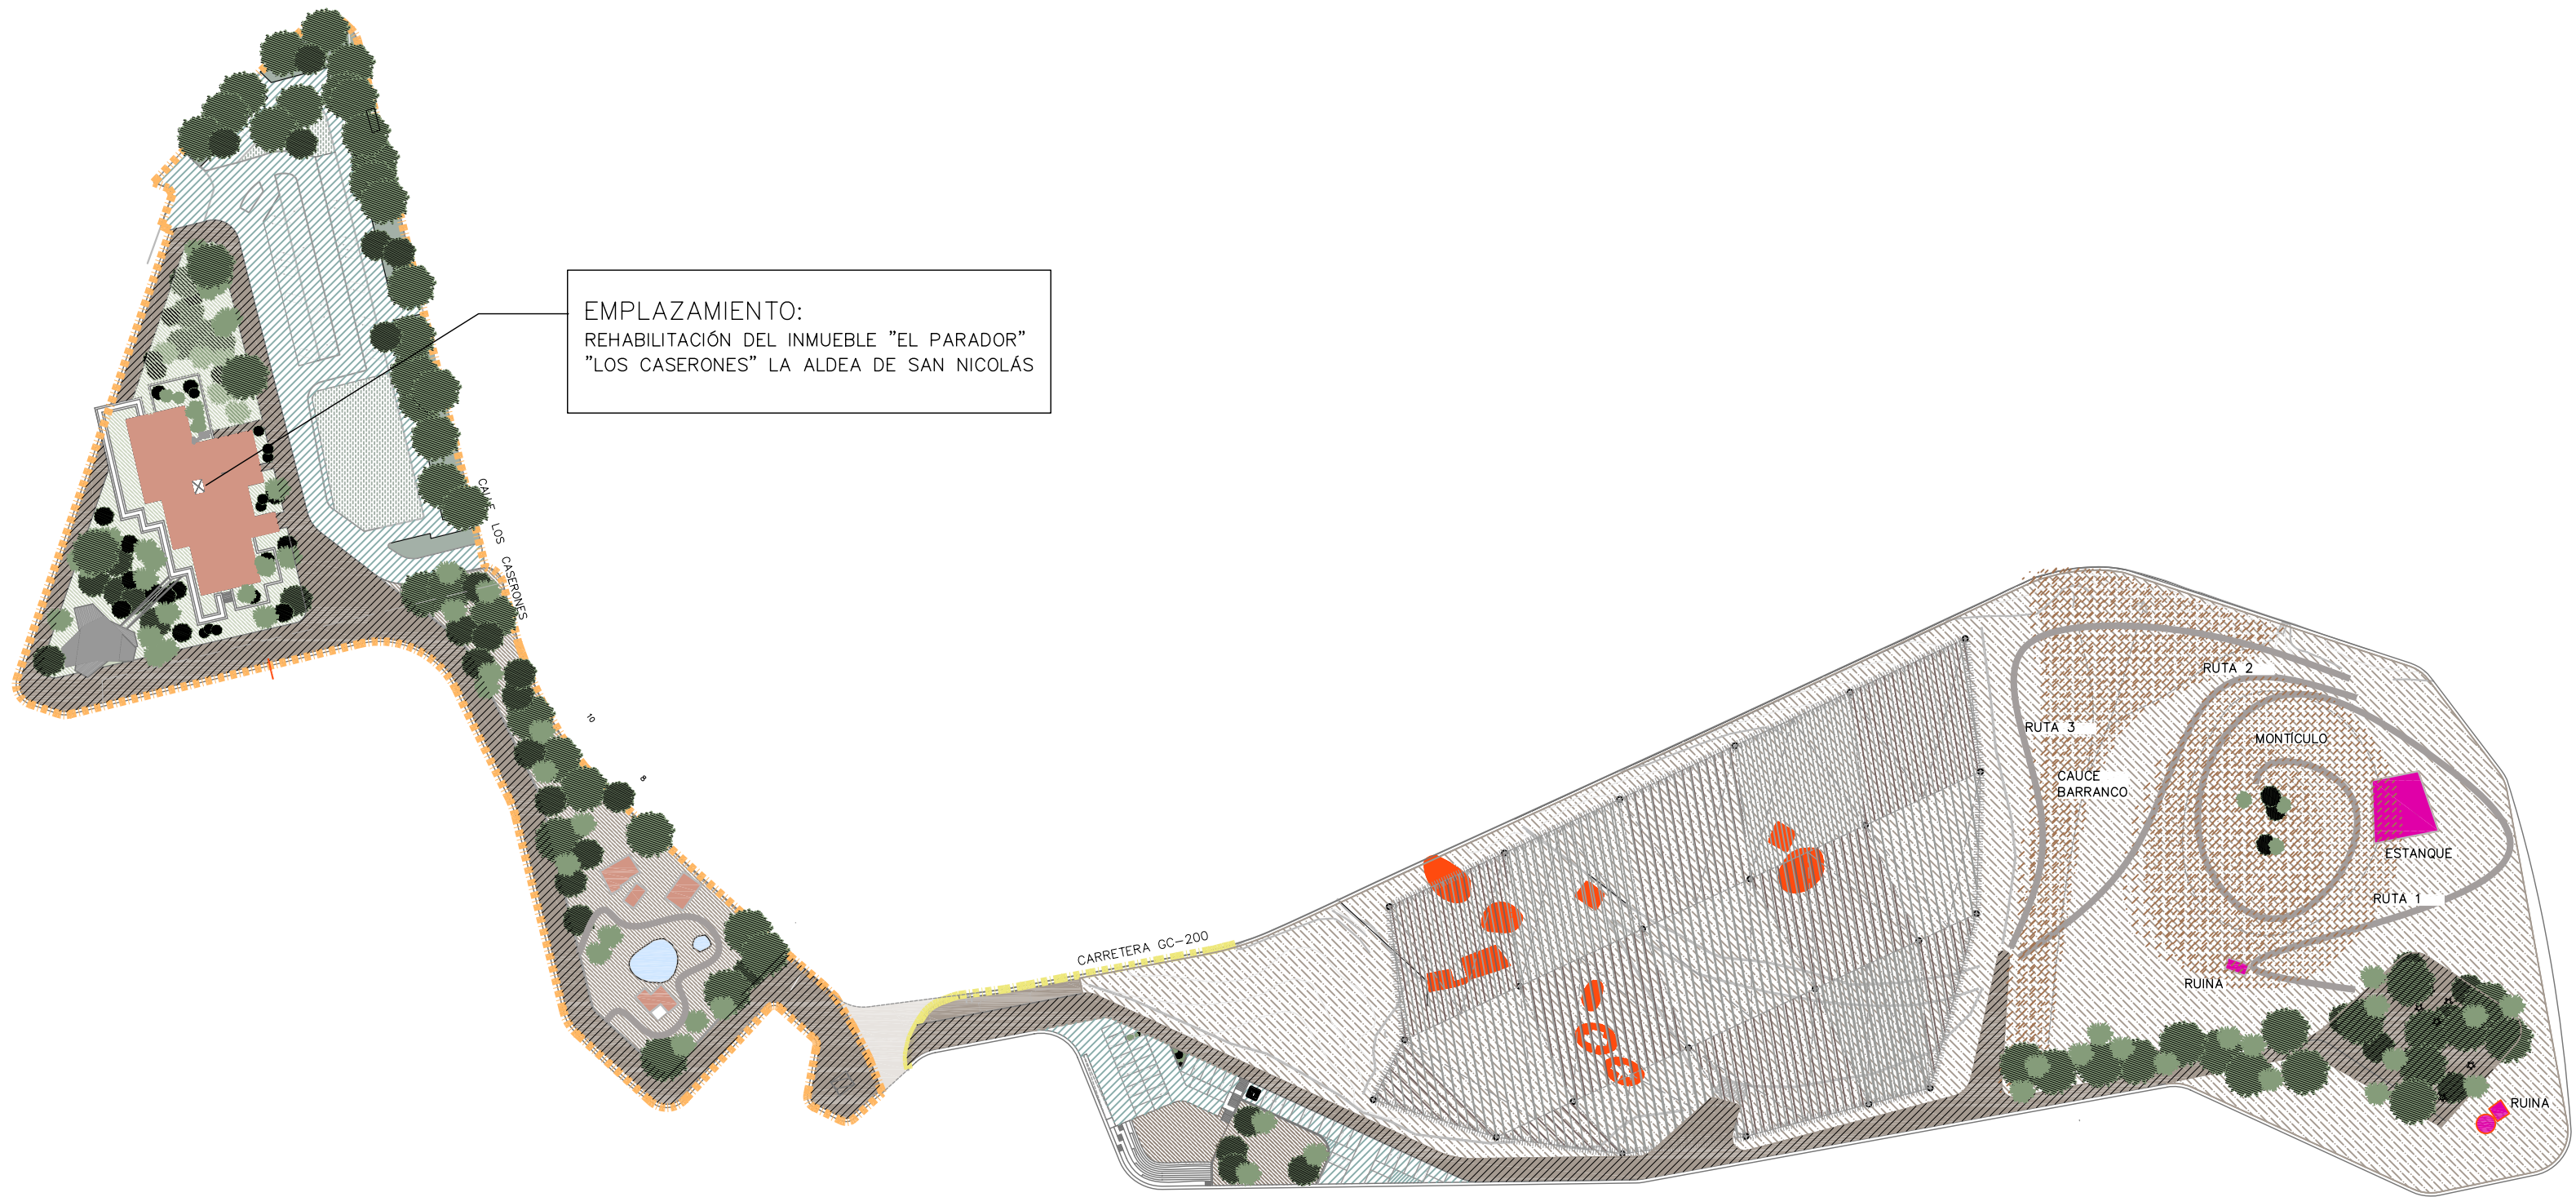 EMPLAZAMIENTO:
REHABILITACIÓN DEL INMUEBLE "EL PARADOR"
"LOS CASERONES" LA ALDEA DE SAN NICOLÁS
CALLE LOS CASERONES
10
8
CARRETERA GC-200
RUTA 2
RUTA 3
MONTÍCULO
CAUCE
BARRANCO
ESTANQUE
RUTA 1
RUINA
RUINA